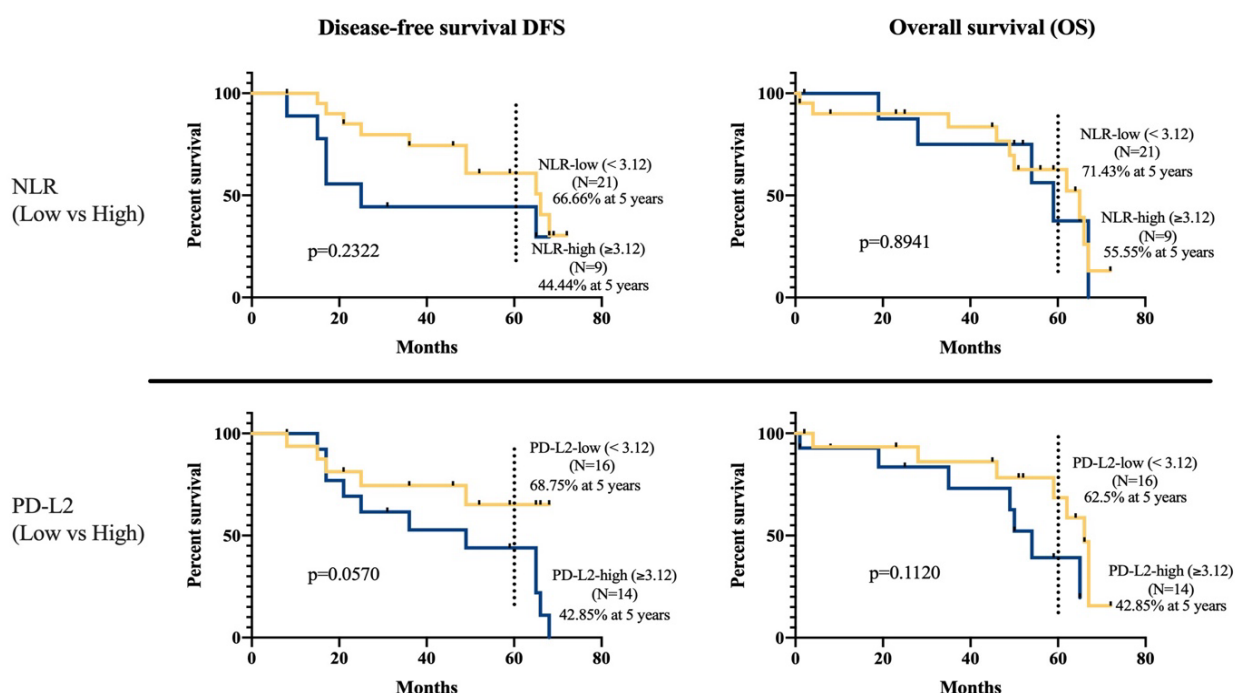 Disease-free survival DFS
Overall survival (OS)
NLR
(Low vs High)
Percent survival
100
50
0
0
20
40
60
80
Months
p=0.2322
NLR-low (< 3.12)
(N=21)
66.66% at 5 years
NLR-high (≥3.12)
(N=9)
44.44% at 5 years
Percent survival
100
50
0
0
20
40
60
80
Months
p=0.8941
NLR-low (< 3.12)
(N=21)
71.43% at 5 years
NLR-high (≥3.12)
(N=9)
55.55% at 5 years
PD-L2
(Low vs High)
Percent survival
100
50
0
0
20
40
60
80
Months
p=0.0570
PD-L2-low (< 3.12)
(N=16)
68.75% at 5 years
PD-L2-high (≥3.12)
(N=14)
42.85% at 5 years
Percent survival
100
50
0
0
20
40
60
80
Months
p=0.1120
PD-L2-low (< 3.12)
(N=16)
62.5% at 5 years
PD-L2-high (≥3.12)
(N=14)
42.85% at 5 years